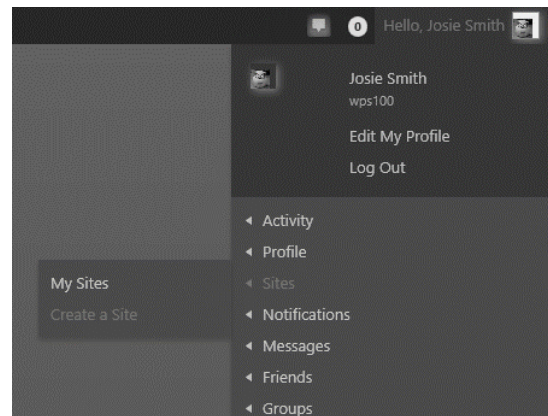 0
Hello, Josie Smith
Josie Smith
wps100
Edit My Profile
Log Out
Activity
Profile
Sites
My Sites
Create a Site
Notifications
Messages
Friends
Groups